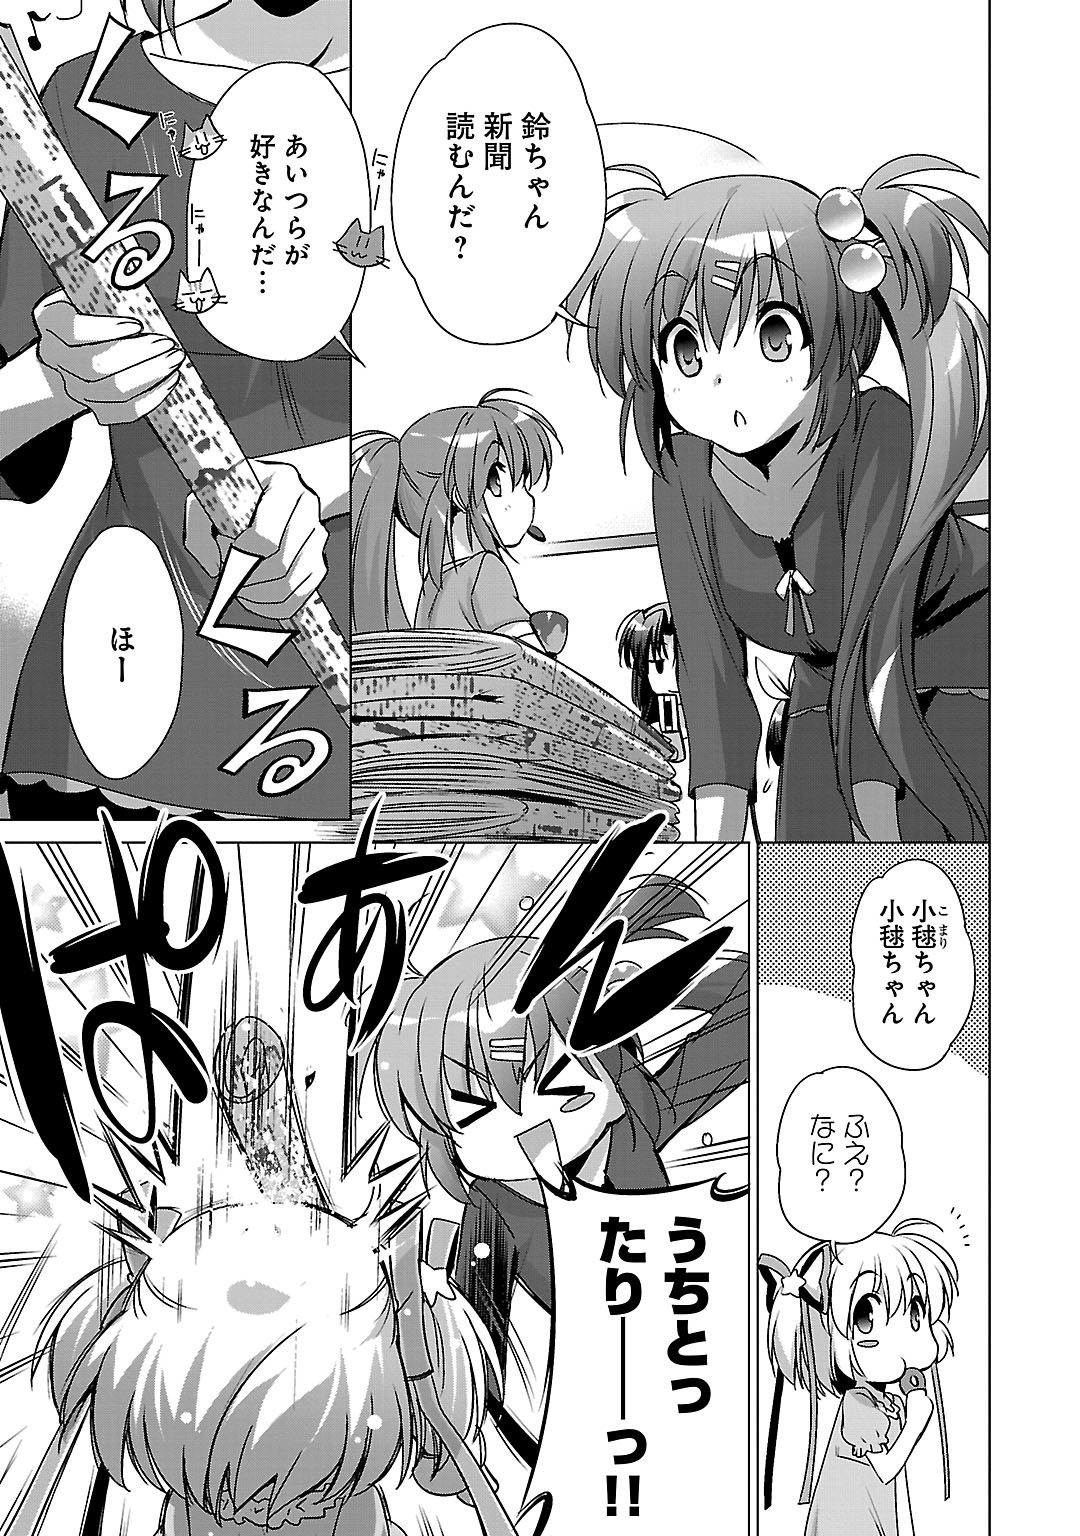 鈴ちゃん
新聞
読むんだ?
にゃー
あいつらが
好きなんだ…
にゃ
にゃー
くるくる
ほー
小毬ちゃん
こまり
小毬ちゃん
ふえ?
なに?
ぱあん
うちとっ
たり——っ!!